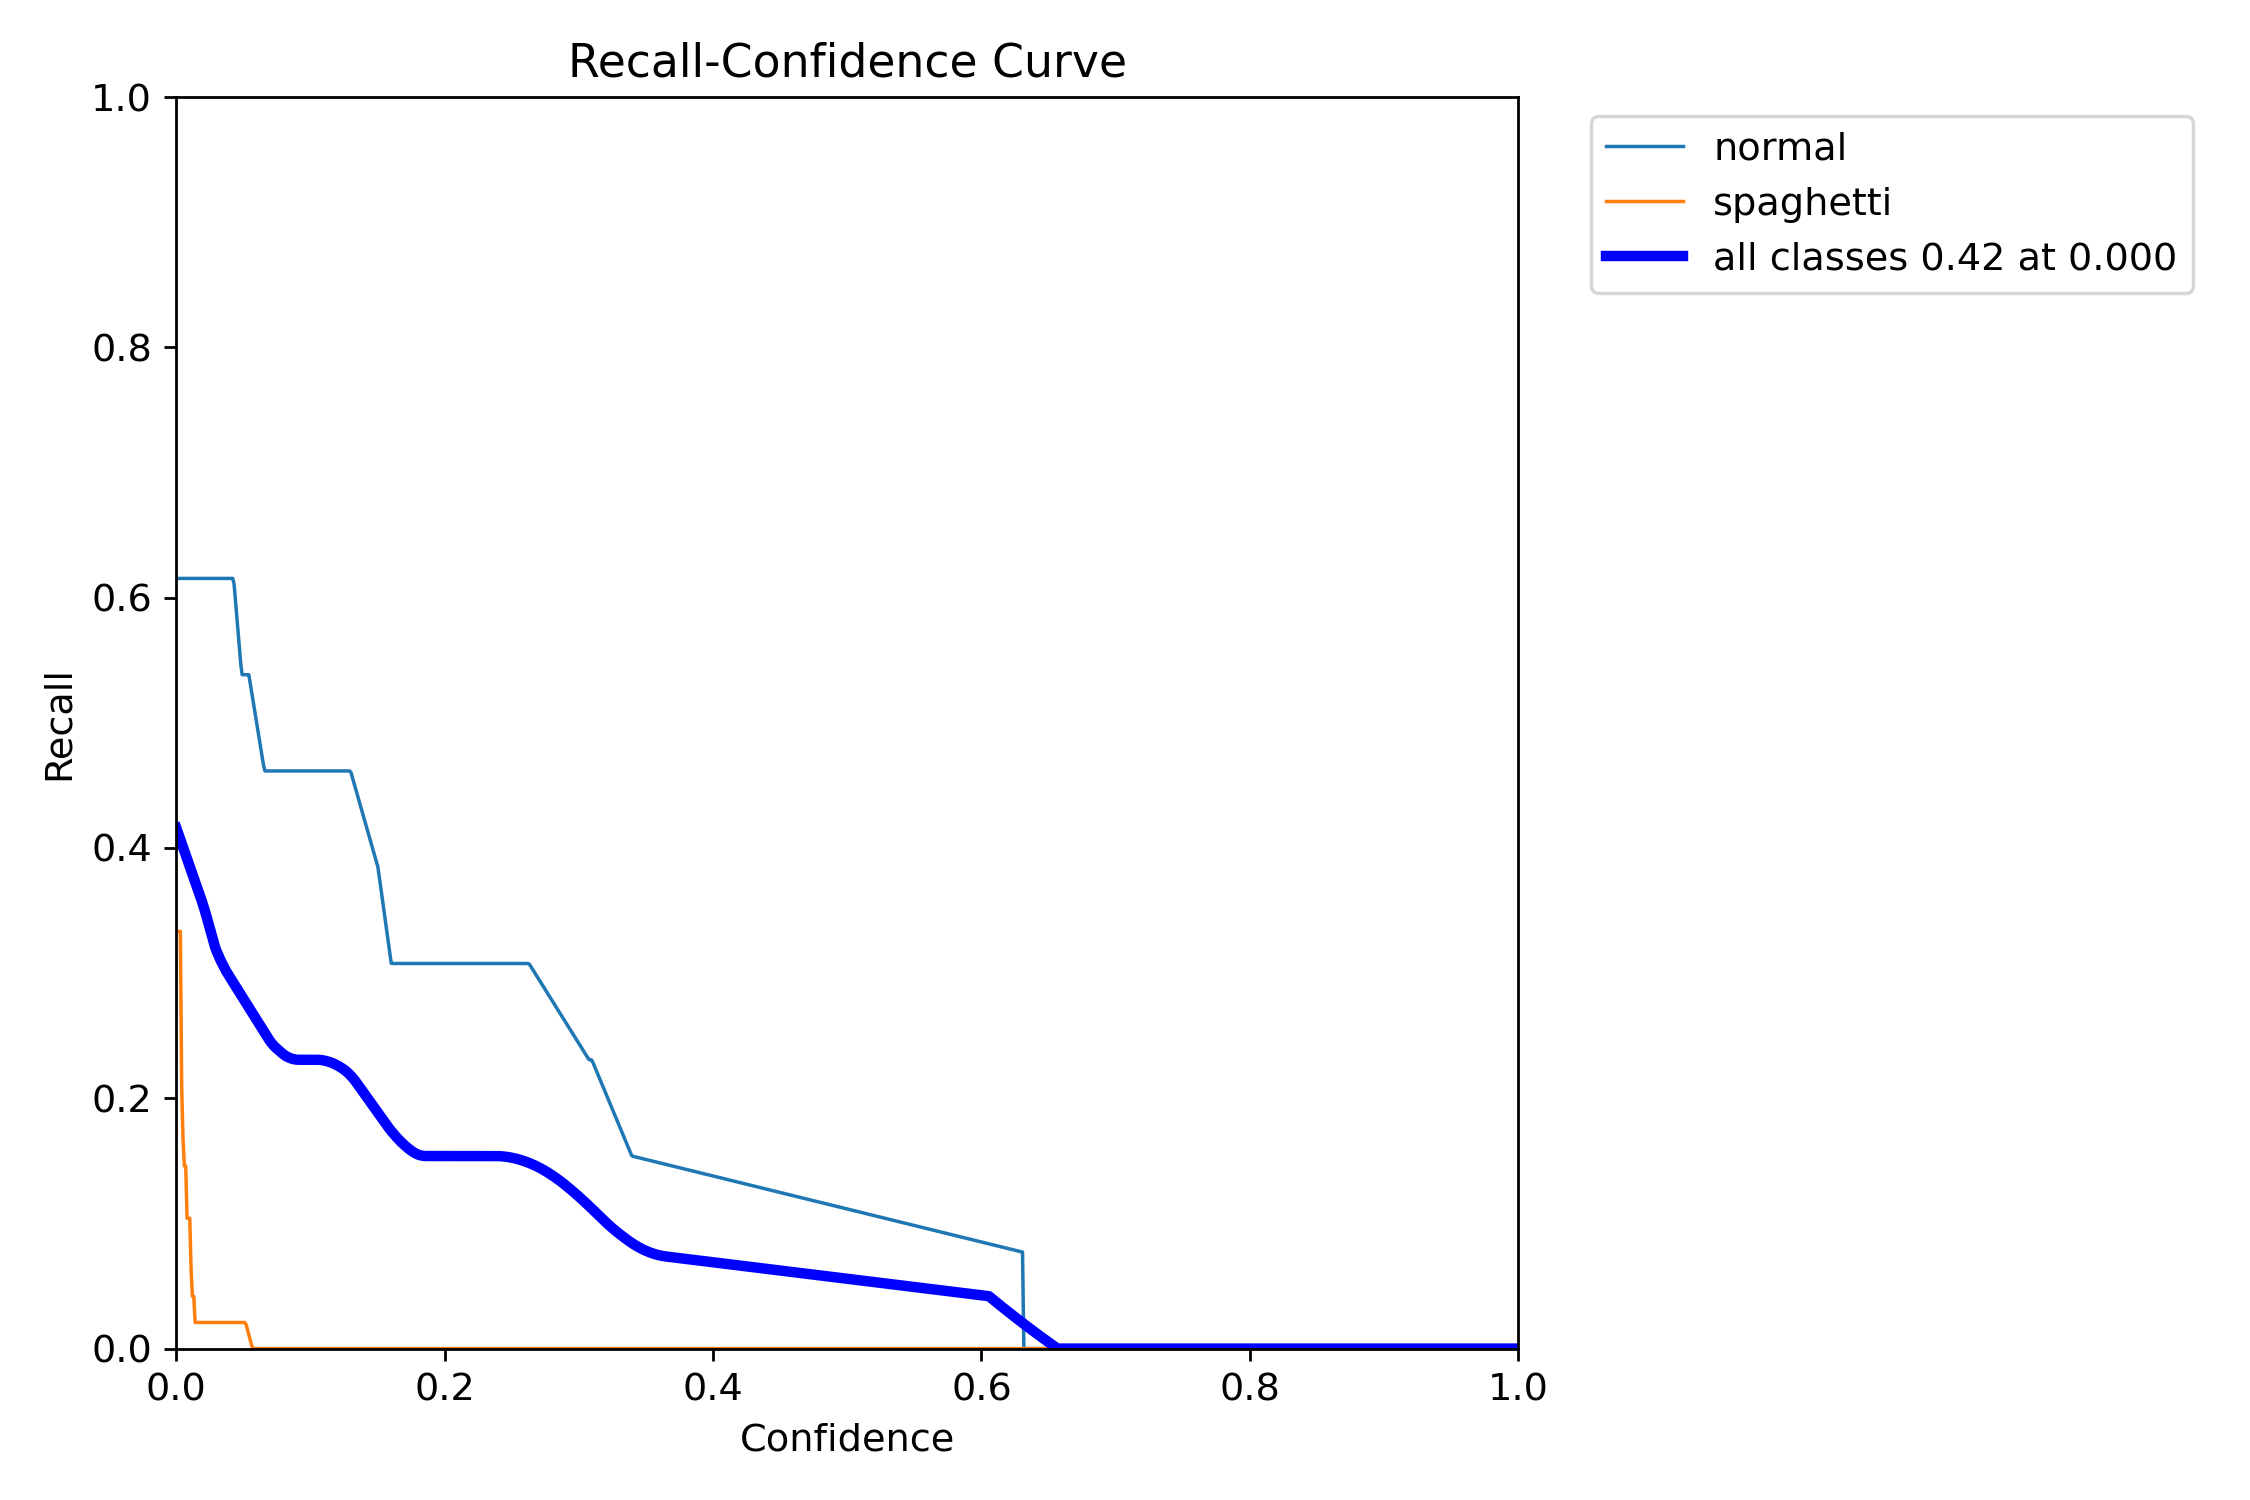 Recall-Confidence Curve
1.0
0.8
0.6
0.4
0.2
0.0
Recall
0.0 0.2 0.4 0.6 0.8 1.0
Confidence
normal
spaghetti
all classes 0.42 at 0.000